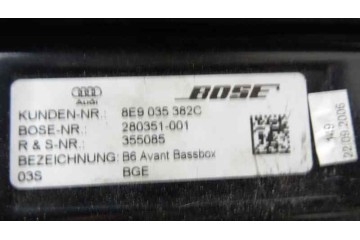 Audi BOSE
KUNDEN-NR.: 8E9 035 382C
BOSE-NR.: 280351-001
R & S-NR.: 355085
BEZEICHNUNG: B6 Avant Bassbox
03S BGE
22.09.2006